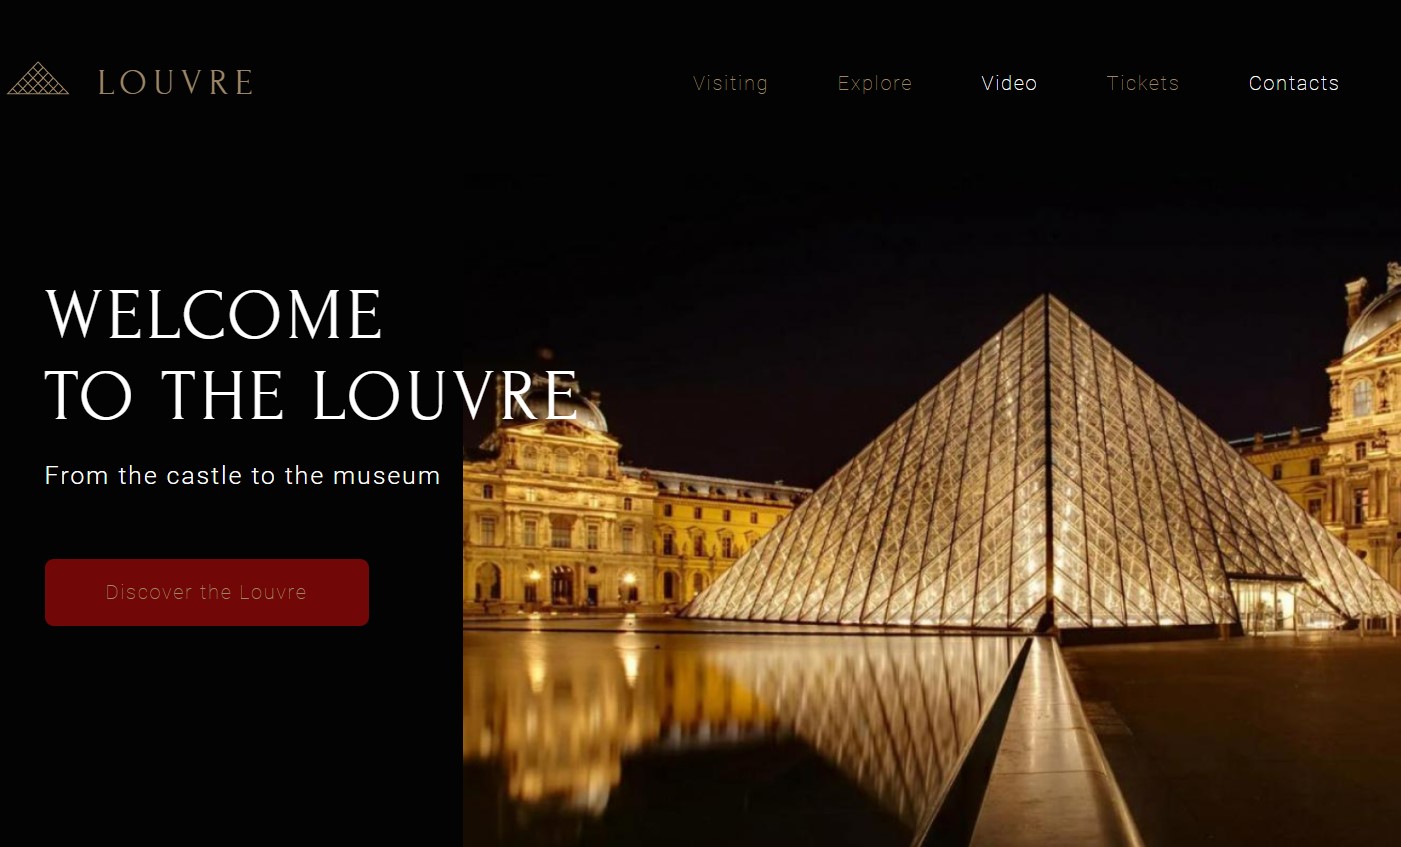 LOUVRE
Visiting Explore Video Tickets Contacts
WELCOME
TO THE LOUVRE
From the castle to the museum
Discover the Louvre